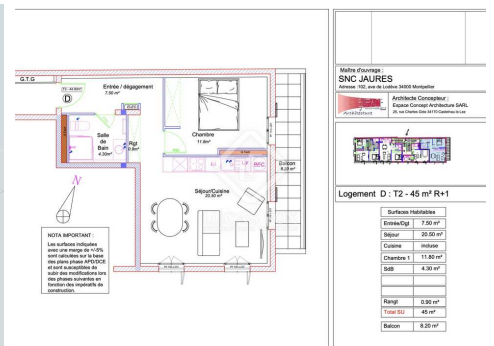 G.T.G
Entrée / dégagement
7.50 m²
D
Salle
de
Bain
4.30m²
Rgt
0.9m²
Chambre
11.8m²
Balcon
8.20 m²
Séjour/Cuisine
20.50 m²
N
NOTA IMPORTANT :
Les surfaces indiquées
avec une marge de +/-5%
sont calculées sur la base
des plans phase APD/DCE
et sont susceptibles de
subir des modifications lors
des phases suivantes en
fonction des impératifs de
construction.
Maître d'ouvrage :
SNC JAURES
Adresse :102, ave de Lodève 34000 Montpellier
Architecte Concepteur :
Espace Concept Architecture SARL
Logement D : T2 - 45 m² R+1
Surfaces Habitables
Entrée/Dgt 7.50 m²
Séjour 20.50 m²
Cuisine incluse
Chambre 1 11.80 m²
SdB 4.30 m²
Rangt 0.90 m²
Total SU 45 m²
Balcon 8.20 m²